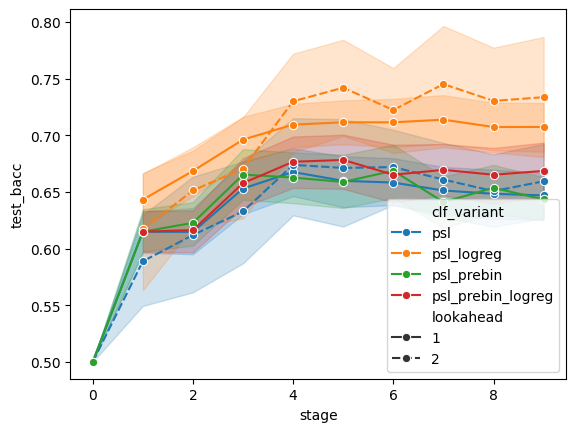 0.80
0.75
0.70
0.65
0.60
0.55
0.50
test_bacc
clf_variant
psl
psl_logreg
psl_prebin
psl_prebin_logreg
lookahead
1
2
0 2 4 6 8
stage